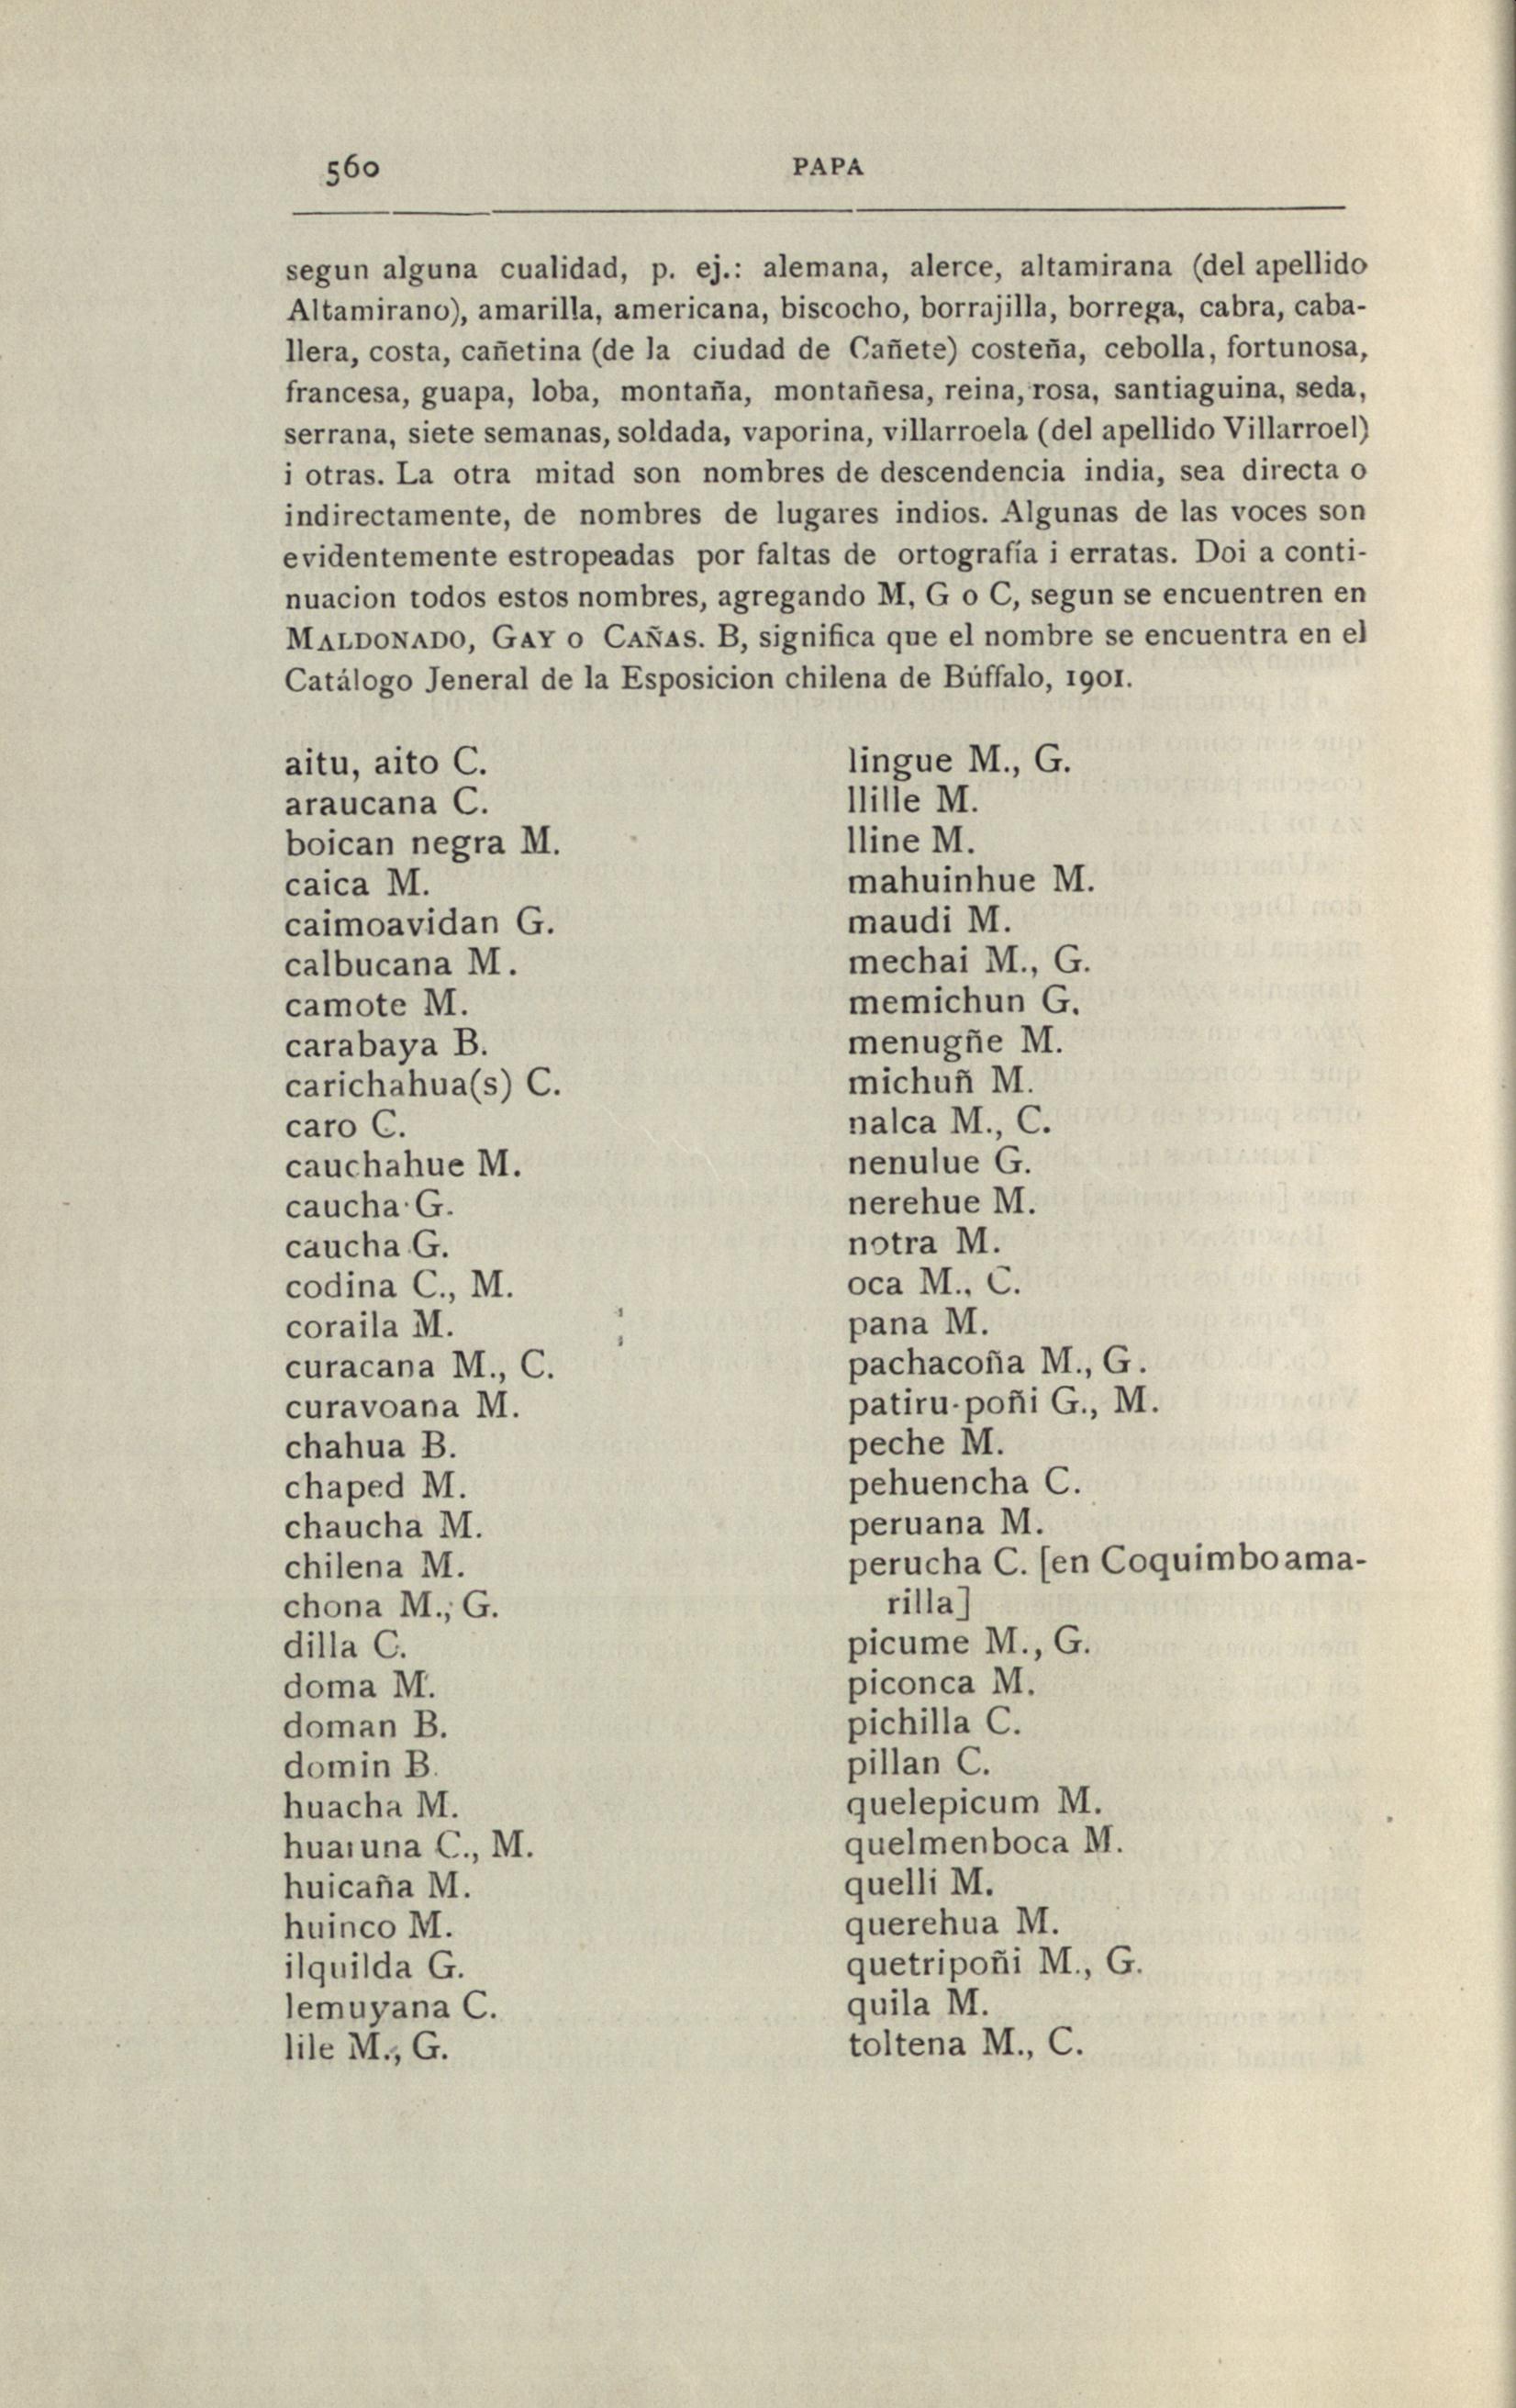 560
PAPA
segun alguna cualidad, p. ej.: alemana, alerce, altamirana (del apellido
Altamirano), amarilla, americana, biscocho, borrajilla, borrega, cabra, caba-
llera, costa, cañetina (de la ciudad de Cañete) costeña, cebolla, fortunosa,
francesa, guapa, loba, montaña, montañesa, reina, rosa, santiaguina, seda,
serrana, siete semanas, soldada, vaporina, villarroela (del apellido Villarroel)
i otras. La otra mitad son nombres de descendencia india, sea directa o
indirectamente, de nombres de lugares indios. Algunas de las voces son
evidentemente estropeadas por faltas de ortografía i erratas. Doi a conti-
nuacion todos estos nombres, agregando M, G o C, segun se encuentren en
MALDONADO, GAY o CAÑAS. B, significa que el nombre se encuentra en el
Catálogo Jeneral de la Esposicion chilena de Búffalo, 1901.
aitu, aito C.
araucana C.
boican negra M.
caica M.
caimoavidan G.
calbucana M.
camote M.
carabaya B.
carichahua(s) C.
caro C.
cauchahue M.
caucha G.
caucha G.
codina C., M.
coraila M.
curacana M., C.
curavoana M.
chahua B.
chaped M.
chaucha M.
chilena M.
chona M., G.
dilla C.
doma M.
doman B.
domin B.
huacha M.
huaruna C., M.
huicaña M.
huinco M.
ilquilda G.
lemuyana C.
lile M., G.
lingue M., G.
llille M.
lline M.
mahuinhue M.
maudi M.
mechai M., G.
memichun G.
menugñe M.
michuñ M.
nalca M., C.
nenulue G.
nerehue M.
notra M.
oca M., C.
pana M.
pachacoña M., G.
patiru-poñi G., M.
peche M.
pehuencha C.
peruana M.
perucha C. [en Coquimbo ama-
rilla]
picume M., G.
piconca M.
pichilla C.
pillan C.
quelepicum M.
quelmenboca M.
quelli M.
querehua M.
quetripoñi M., G.
quila M.
toltena M., C.